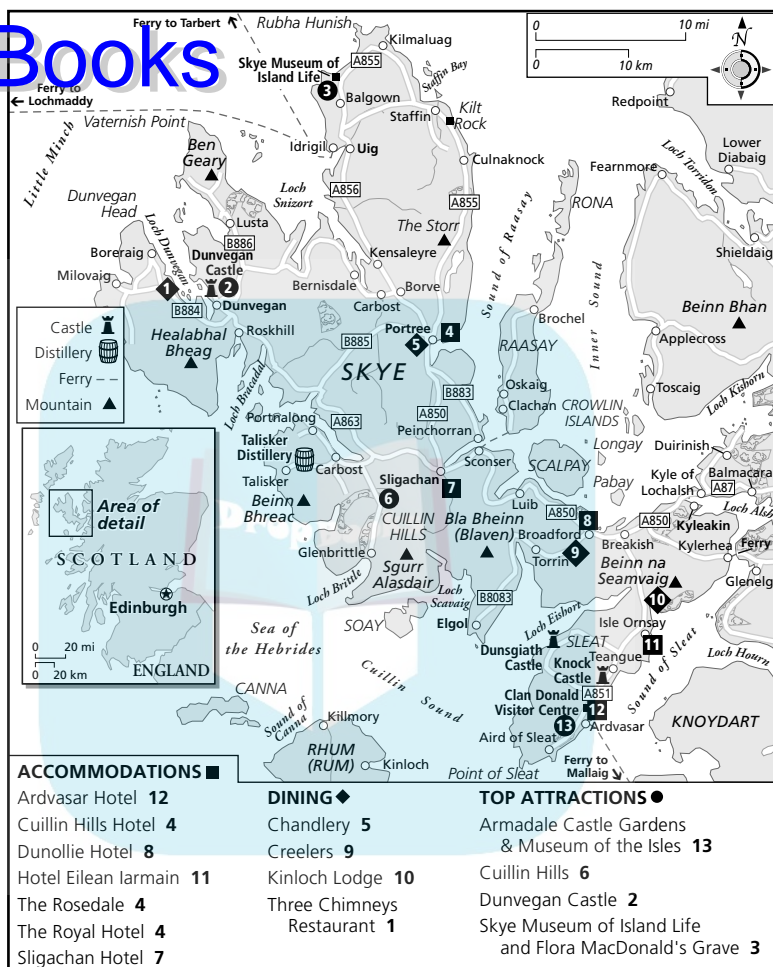 Books
Ferry to Tarbert
Rubha Hunish
Kilmaluag
0 10 mi
0 10 km
N
Skye Museum of
Island Life
A855
3
Ferry to
Lochmaddy
Balgown
Staffin Bay
Staffin
Kilt
Rock
Redpoint
Vaternish Point
Little Minch
Ben
Geary
Idrigil
Uig
Culnaknock
Lower
Diabaig
Fearnmore
Loch Torridon
Dunvegan
Head
Loch
Snizort
A856
A855
RONA
Lusta
The Storr
Sound of Raasay
Loch Dunvegan
B886
Boreraig
Dunvegan
Castle
Kensaleyre
Shieldaig
Milovaig
1
2
Bernisdale
Borve
Inner Sound
B884
Dunvegan
Carbost
Beinn Bhan
Castle
Distillery
Ferry
Mountain
Healabhal
Bheag
Roskhill
B885
Portree
4
5
Brochel
RAASAY
Applecross
SKYE
Loch Bracadal
B883
Oskaig
Clachan
Toscaig
Loch Kishorn
CROWLIN
ISLANDS
Portnalong
A863
A850
Peinchorran
Longay
Duirinish
Talisker
Distillery
Carbost
Sligachan
Sconser
SCALPAY
Pabay
Kyle of
Lochalsh
Balmacara
A87
Talisker
7
6
Luib
Beinn
Bhreac
CUILLIN
HILLS
Bla Bheinn
(Blaven)
A850
8
A850
Kyleakin
Loch Alsh
Broadford
9
Breakish
Kylerhea
Ferry
Glenbrittle
Torrin
Beinn na
Seamvaig
Glenelg
Sgurr
Alasdair
Loch Brittle
Loch
Scavaig
B8083
10
Area of
detail
SCOTLAND
Edinburgh
0 20 mi
0 20 km
ENGLAND
SOAY
Elgol
Loch Eishort
Isle Ornsay
Sea of
the Hebrides
Dunsgiath
Castle
SLEAT
11
Teangue
Loch Hourn
Knock
Castle
Sound of Sleat
CANNA
Cuillin Sound
Clan Donald
Visitor Centre
A851
12
Sound of
Canna
Killmory
13
Ardvasar
KNOYDART
Aird of Sleat
RHUM
(RUM)
Kinloch
Point of Sleat
Ferry to
Mallaig
ACCOMMODATIONS
Ardvasar Hotel 12
Cuillin Hills Hotel 4
Dunollie Hotel 8
Hotel Eilean Iarmain 11
The Rosedale 4
The Royal Hotel 4
Sligachan Hotel 7
DINING
Chandlery 5
Creelers 9
Kinloch Lodge 10
Three Chimneys
Restaurant 1
TOP ATTRACTIONS
Armadale Castle Gardens
& Museum of the Isles 13
Cuillin Hills 6
Dunvegan Castle 2
Skye Museum of Island Life
and Flora MacDonald's Grave 3